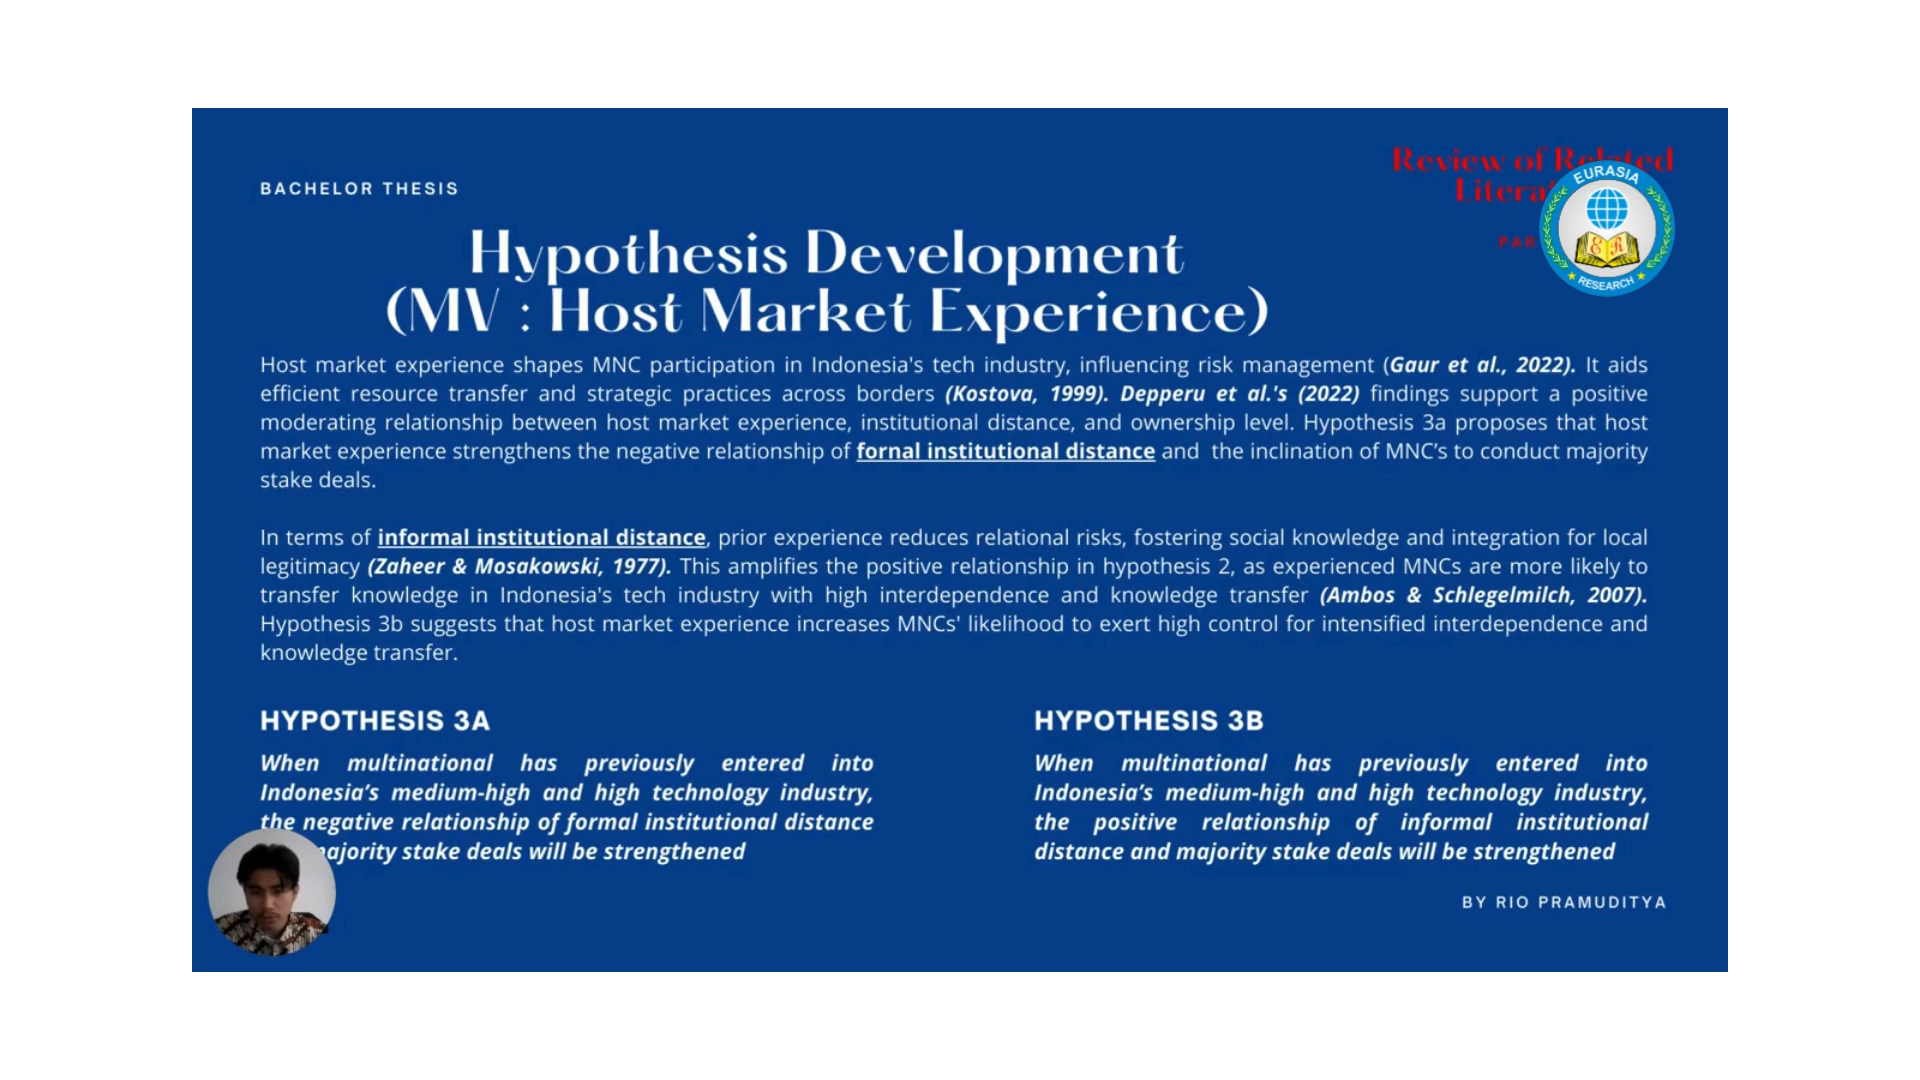 BACHELOR THESIS
Review of Related
EURASIA
RESEARCH
Hypothesis Development
(MV : Host Market Experience)
Host market experience shapes MNC participation in Indonesia's tech industry, influencing risk management (Gaur et al., 2022). It aids
efficient resource transfer and strategic practices across borders (Kostova, 1999). Depperu et al.'s (2022) findings support a positive
moderating relationship between host market experience, institutional distance, and ownership level. Hypothesis 3a proposes that host
market experience strengthens the negative relationship of fornal institutional distance and the inclination of MNC’s to conduct majority
stake deals.
In terms of informal institutional distance, prior experience reduces relational risks, fostering social knowledge and integration for local
legitimacy (Zaheer & Mosakowski, 1977). This amplifies the positive relationship in hypothesis 2, as experienced MNCs are more likely to
transfer knowledge in Indonesia's tech industry with high interdependence and knowledge transfer (Ambos & Schlegelmilch, 2007).
Hypothesis 3b suggests that host market experience increases MNCs' likelihood to exert high control for intensified interdependence and
knowledge transfer.
HYPOTHESIS 3A
When multinational has previously entered into
Indonesia’s medium-high and high technology industry,
the negative relationship of formal institutional distance
majority stake deals will be strengthened
HYPOTHESIS 3B
When multinational has previously entered into
Indonesia’s medium-high and high technology industry,
the positive relationship of informal institutional
distance and majority stake deals will be strengthened
BY RIO PRAMUDITYA